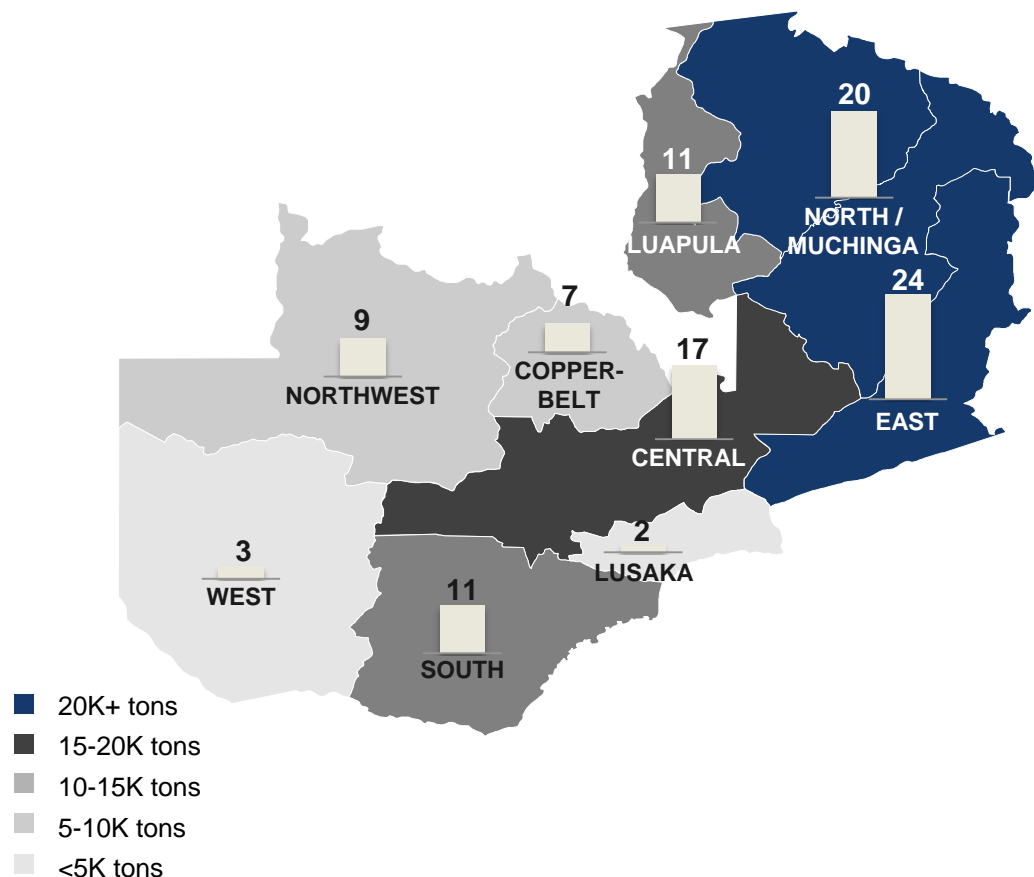 20
NORTH /
MUCHINGA
11
LUAPULA
24
EAST
7
COPPER-
BELT
9
NORTHWEST
17
CENTRAL
2
LUSAKA
3
WEST
11
SOUTH
20K+ tons
15-20K tons
10-15K tons
5-10K tons
<5K tons